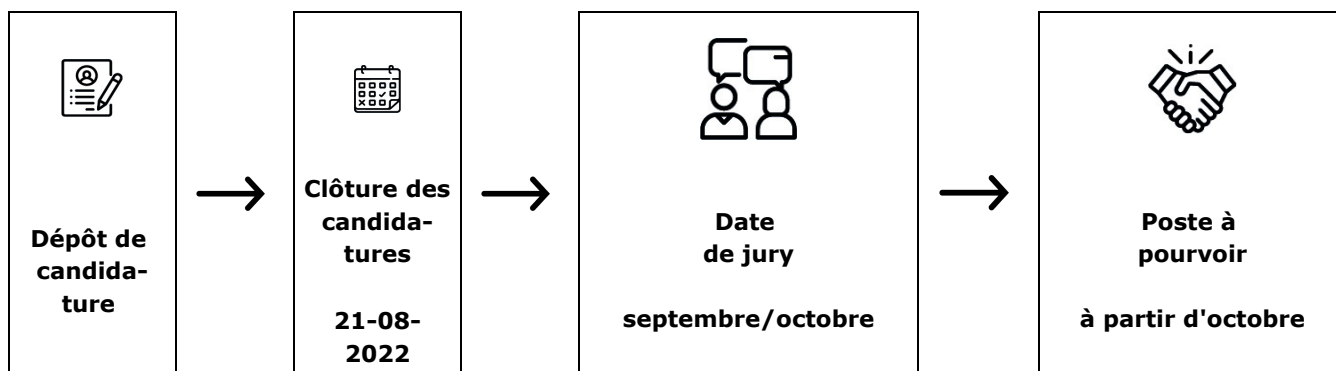 Dépôt de
candida-
ture
Clôture des
candida-
tures
21-08-
2022
Date
de jury
septembre/octobre
Poste à
pourvoir
à partir d'octobre